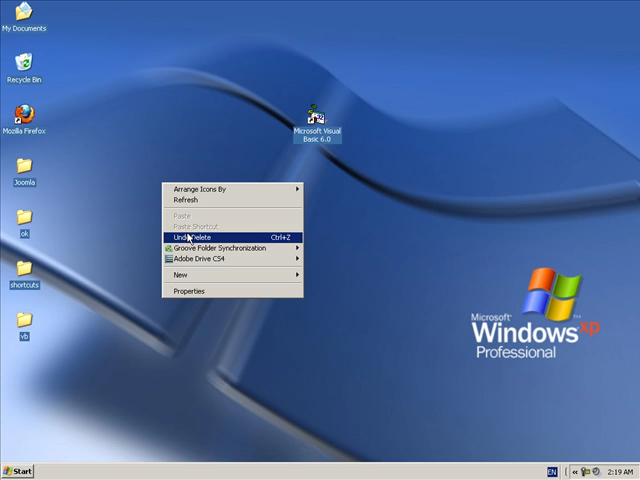 My Documents
Recycle Bin
Mozilla Firefox
Joomla
ok
shortcuts
vb
Microsoft Visual
Basic 6.0
Arrange Icons By
Refresh
Paste
Paste Shortcut
Undo Delete Ctrl+Z
Groove Folder Synchronization
Adobe Drive CS4
New
Properties
Microsoft
Windows xp
Professional
Start
EN
2:19 AM